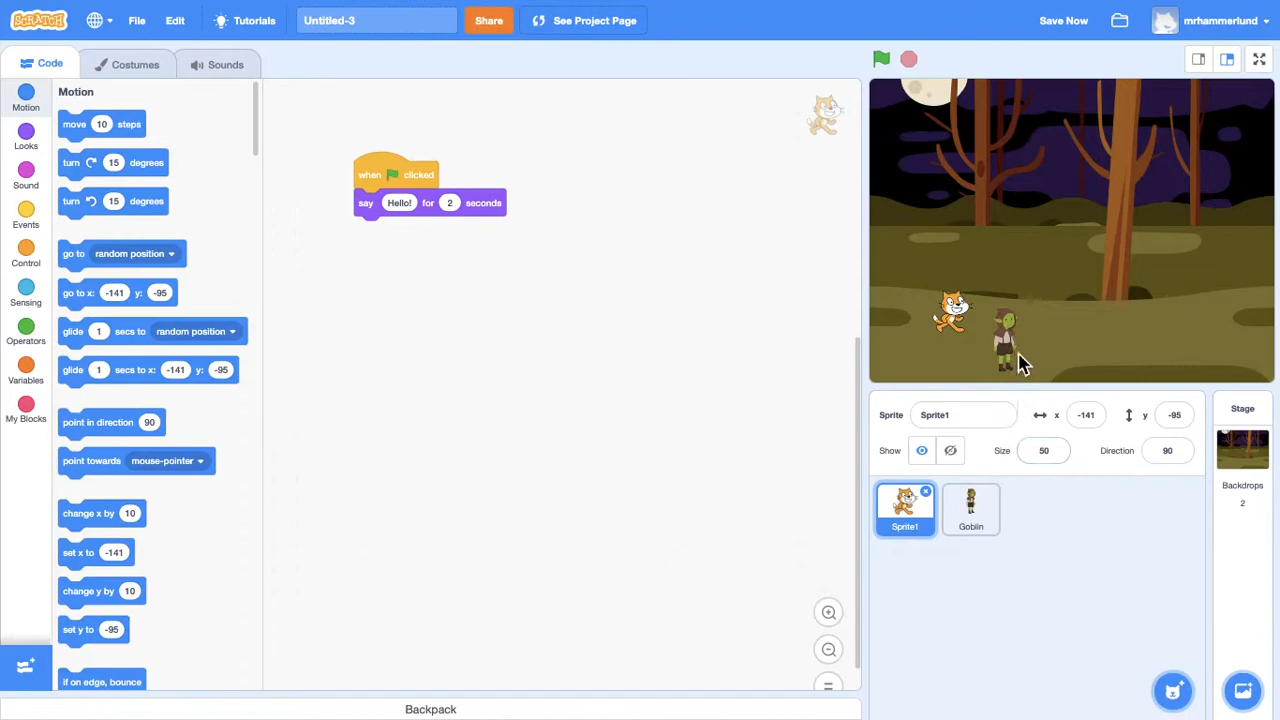 SCRATCH File Edit Tutorials Untitled-3 Share See Project Page Save Now mrhammerlund
Code Costumes Sounds
Motion
Looks
Sound
Events
Control
Sensing
Operators
Variables
My Blocks
Motion
move 10 steps
turn 15 degrees
turn 15 degrees
go to random position
go to x: -141 y: -95
glide 1 secs to random position
glide 1 secs to x: -141 y: -95
point in direction 90
point towards mouse-pointer
change x by 10
set x to -141
change y by 10
set y to -95
if on edge, bounce
when clicked
say Hello! for 2 seconds
Sprite Sprite1 x -141 y -95
Show Size 50 Direction 90
Sprite1 Goblin
Stage
Backdrops
2
Backpack